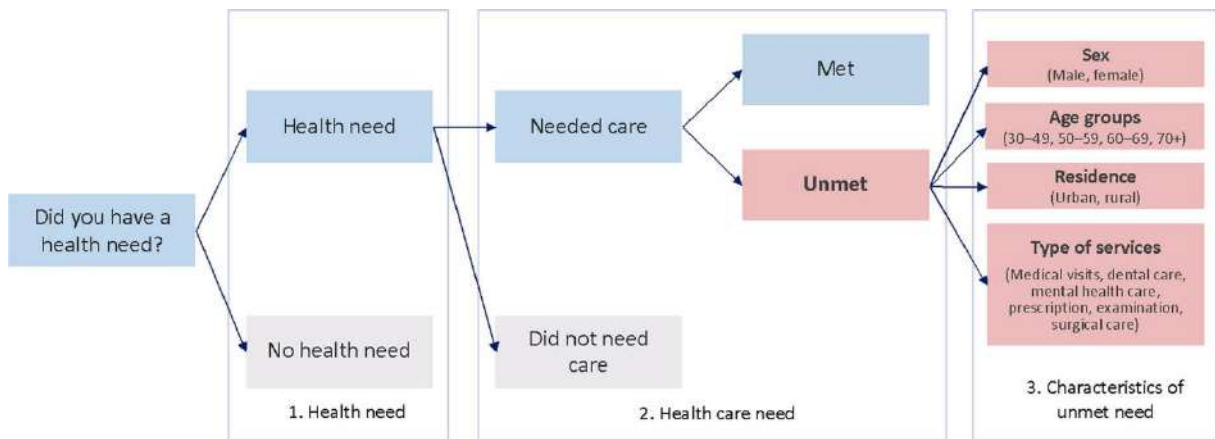 Did you have a
health need?
Health need
No health need
1. Health need
Needed care
Did not need
care
Met
Unmet
2. Health care need
Sex
(Male, female)
Age groups
(30–49, 50–59, 60–69, 70+)
Residence
(Urban, rural)
Type of services
(Medical visits, dental care,
mental health care,
prescription, examination,
surgical care)
3. Characteristics of
unmet need